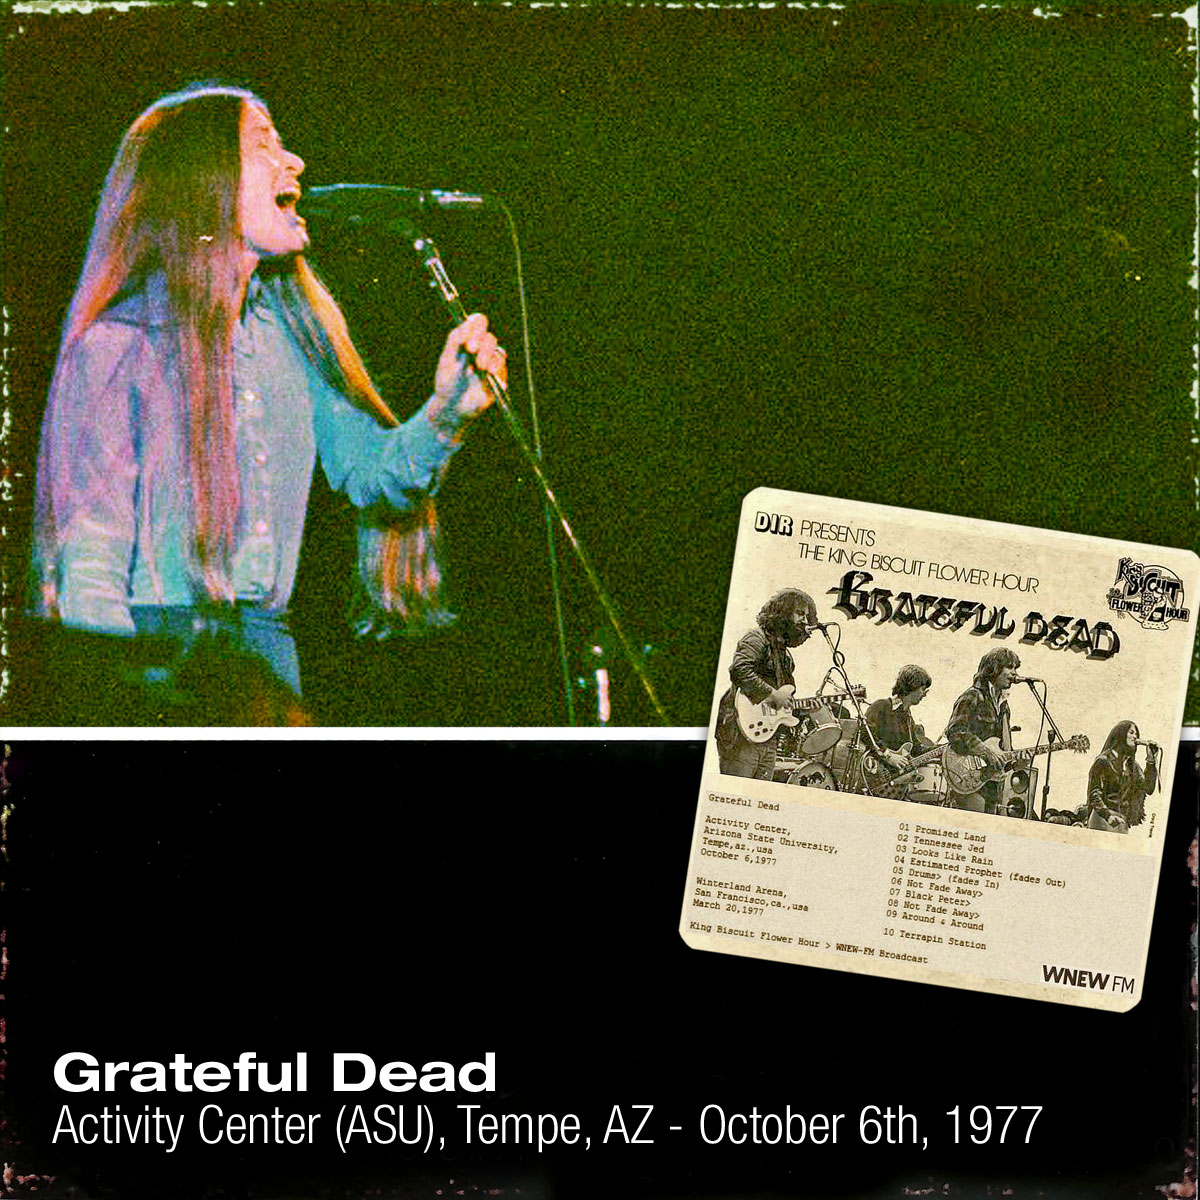 DIR PRESENTS
THE KING BISCUIT FLOWER HOUR
King
BISCUIT
FLOWER HOUR
GRATEFUL DEAD
Grateful Dead
Activity Center,
Arizona State University,
Tempe,az.,usa
October 6,1977
Winterland Arena,
San Francisco,ca.,usa
March 20,1977
01 Promised Land
02 Tennessee Jed
03 Looks Like Rain
04 Estimated Prophet (fades Out)
05 Drums> (fades In)
06 Not Fade Away>
07 Black Peter>
08 Not Fade Away>
09 Around & Around
10 Terrapin Station
King Biscuit Flower Hour > WNEW-FM Broadcast
WNEW FM
Grateful Dead
Activity Center (ASU), Tempe, AZ - October 6th, 1977